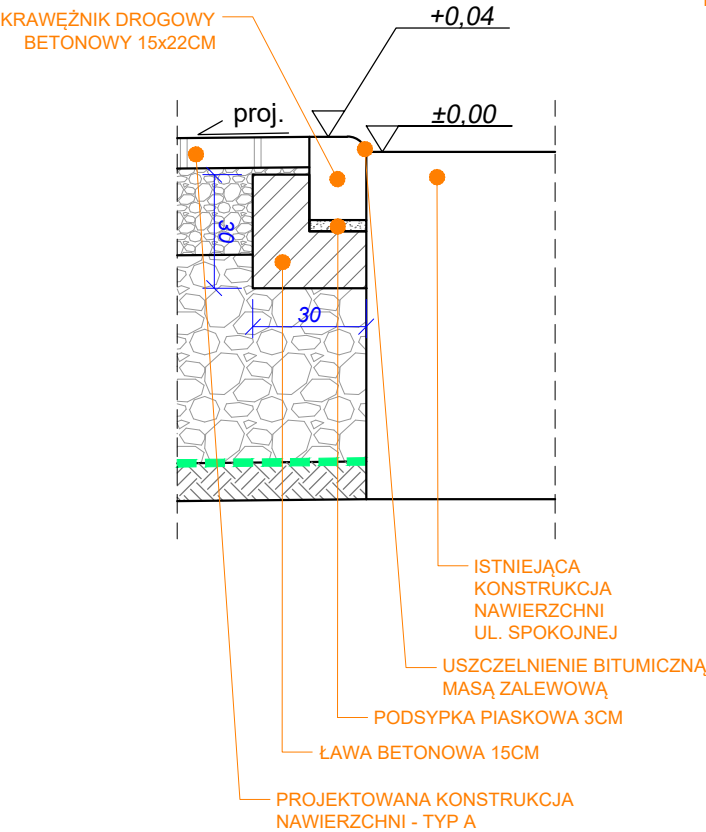 KRAWĘŻNIK DROGOWY
BETONOWY 15x22CM
+0,04
proj.
±0,00
30
30
ISTNIEJĄCA
KONSTRUKCJA
NAWIERZCHNI
UL. SPOKOJNEJ
USZCZELNIENIE BITUMICZNĄ
MASĄ ZALEWOWĄ
PODSYPKA PIASKOWA 3CM
ŁAWA BETONOWA 15CM
PROJEKTOWANA KONSTRUKCJA
NAWIERZCHNI - TYP A